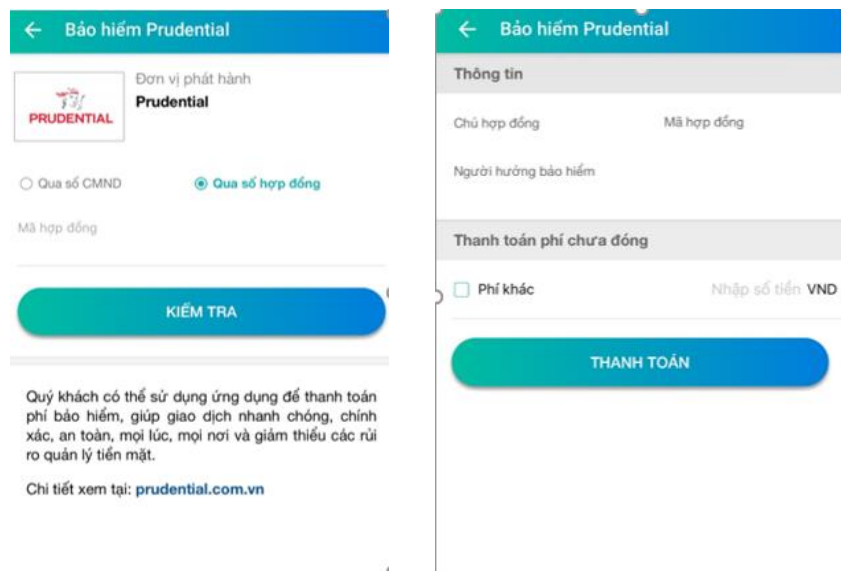 Bảo hiểm Prudential
Đơn vị phát hành
Prudential
PRUDENTIAL
Qua số CMND
Qua số hợp đồng
Mã hợp đồng
KIỂM TRA
Quý khách có thể sử dụng ứng dụng để thanh toán
phí bảo hiểm, giúp giao dịch nhanh chóng, chính
xác, an toàn, mọi lúc, mọi nơi và giảm thiểu các rủi
ro quản lý tiền mặt.
Chi tiết xem tại: prudential.com.vn
Bảo hiểm Prudential
Thông tin
Chủ hợp đồng
Mã hợp đồng
Người hưởng bảo hiểm
Thanh toán phí chưa đóng
Phí khác
Nhập số tiền VND
THANH TOÁN